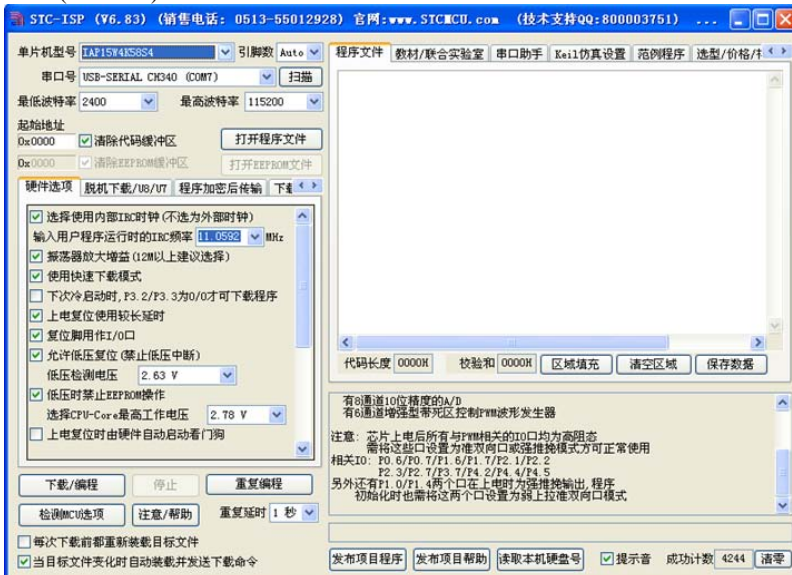 STC-ISP (V6.83) (销售电话: 0513-55012928) 官网:www.STCMCU.com (技术支持QQ:800003751) ...
单片机型号 IAP15W4K58S4 引脚数 Auto
串口号 USB-SERIAL CH340 (COM7) 扫描
最低波特率 2400 最高波特率 115200
起始地址
0x0000 清除代码缓冲区 打开程序文件
0x0000 清除EEPROM缓冲区 打开EEPROM文件
硬件选项 脱机下载/U8/U7 程序加密后传输 下载
选择使用内部IRC时钟(不选为外部时钟)
输入用户程序运行时的IRC频率 11.0592 MHz
振荡器放大增益(12M以上建议选择)
使用快速下载模式
下次冷启动时,P3.2/P3.3为0/0才可下载程序
上电复位使用较长延时
复位脚用作I/O口
允许低压复位(禁止低压中断)
低压检测电压 2.63 V
低压时禁止EEPROM操作
选择CPU-Core最高工作电压 2.78 V
上电复位时由硬件自动启动看门狗
下载/编程 停止 重复编程
检测MCU选项 注意/帮助 重复延时 1 秒
每次下载前都重新装载目标文件
当目标文件变化时自动装载并发送下载命令
程序文件 教材/联合实验室 串口助手 Keil仿真设置 范例程序 选型/价格/
代码长度 0000H 校验和 0000H 区域填充 清空区域 保存数据
有8通道10位精度的A/D
有6通道增强型带死区控制PWM波形发生器
注意: 芯片上电后所有与PWM相关的IO口均为高阻态
需将这些口设置为准双向口或强推挽模式方可正常使用
相关IO: P0.6/P0.7/P1.6/P1.7/P2.1/P2.2
P2.3/P2.7/P3.7/P4.2/P4.4/P4.5
另外还有P1.0/P1.4两个口在上电时为强推挽输出,程序
初始化时也需将这两个口设置为弱上拉准双向口模式
发布项目程序 发布项目帮助 读取本机硬盘号 提示音 成功计数 4244 清零